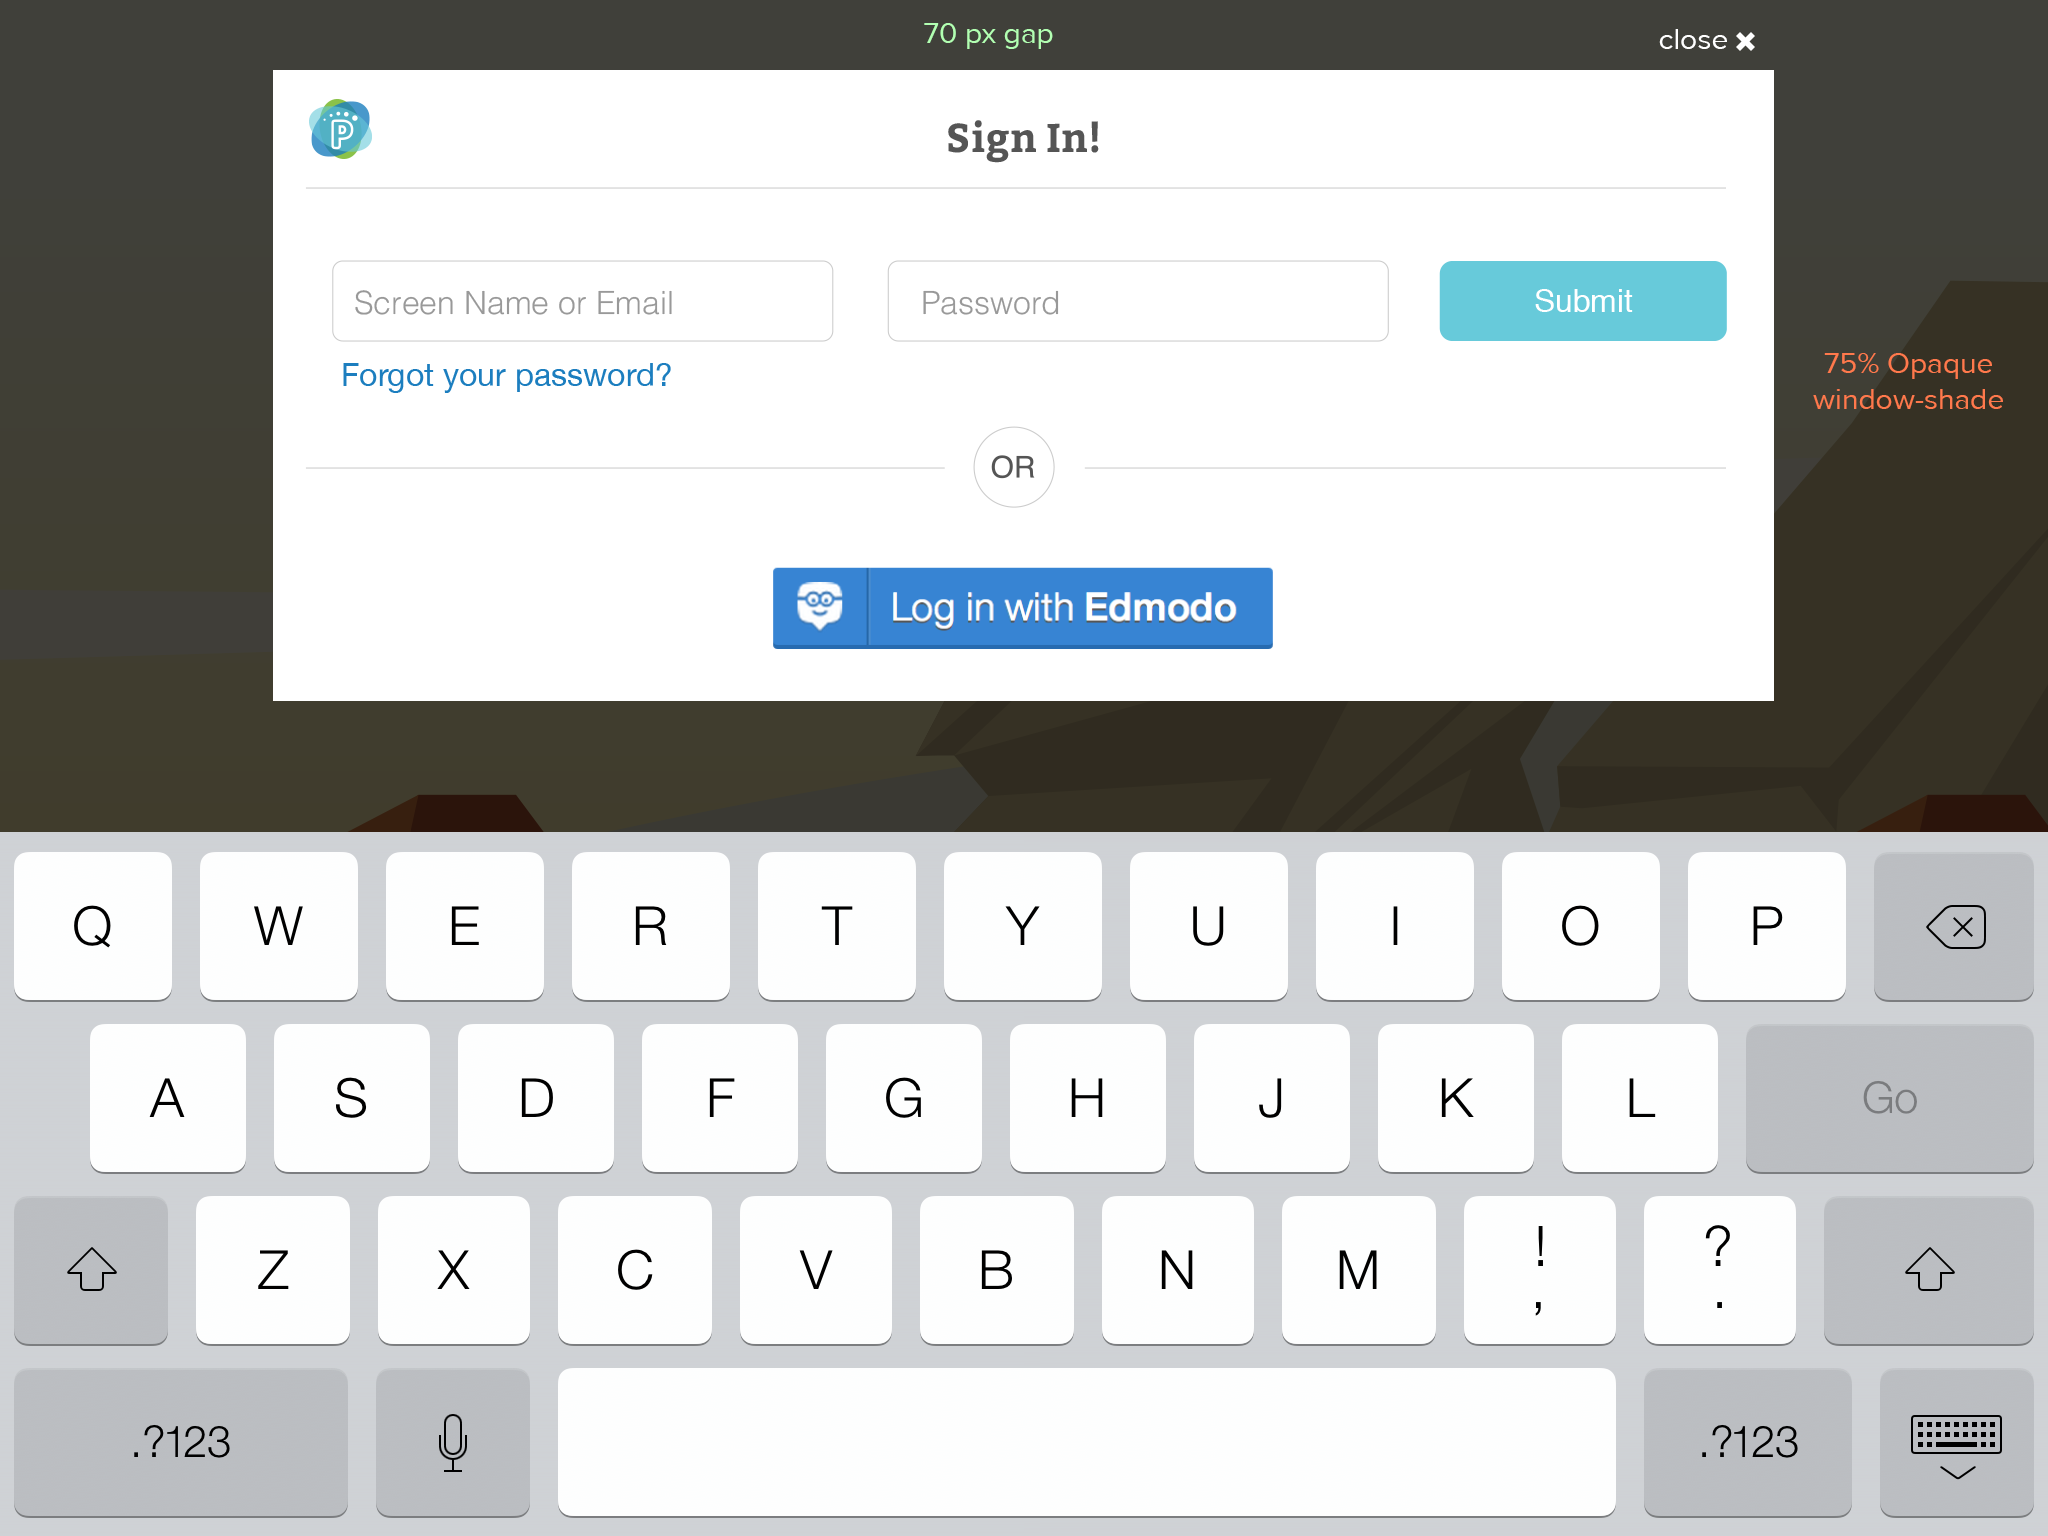 70 px gap
close ✖
P
Sign In!
Screen Name or Email
Password
Submit
Forgot your password?
75% Opaque
window-shade
OR
Log in with Edmodo
Q W E R T Y U I O P
A S D F G H J K L Go
Z X C V B N M ! ?
, .
.?123 .?123